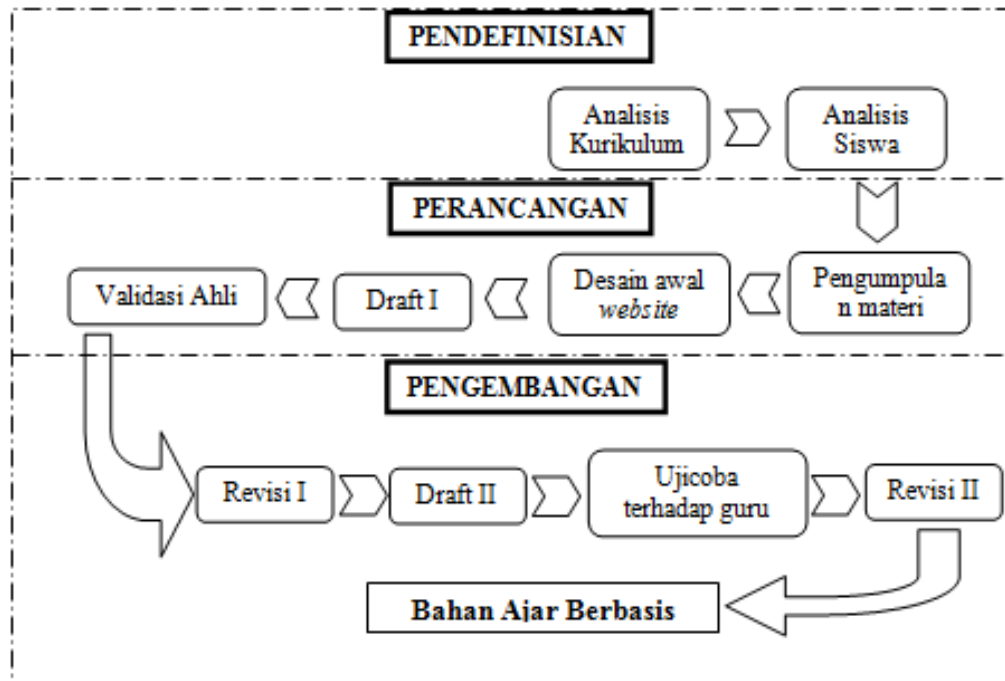 PENDEFINISIAN
Analisis
Kurikulum
Analisis
Siswa
PERANCANGAN
Pengumpula
n materi
Desain awal
website
Draft I
Validasi Ahli
PENGEMBANGAN
Revisi I
Draft II
Ujicoba
terhadap guru
Revisi II
Bahan Ajar Berbasis